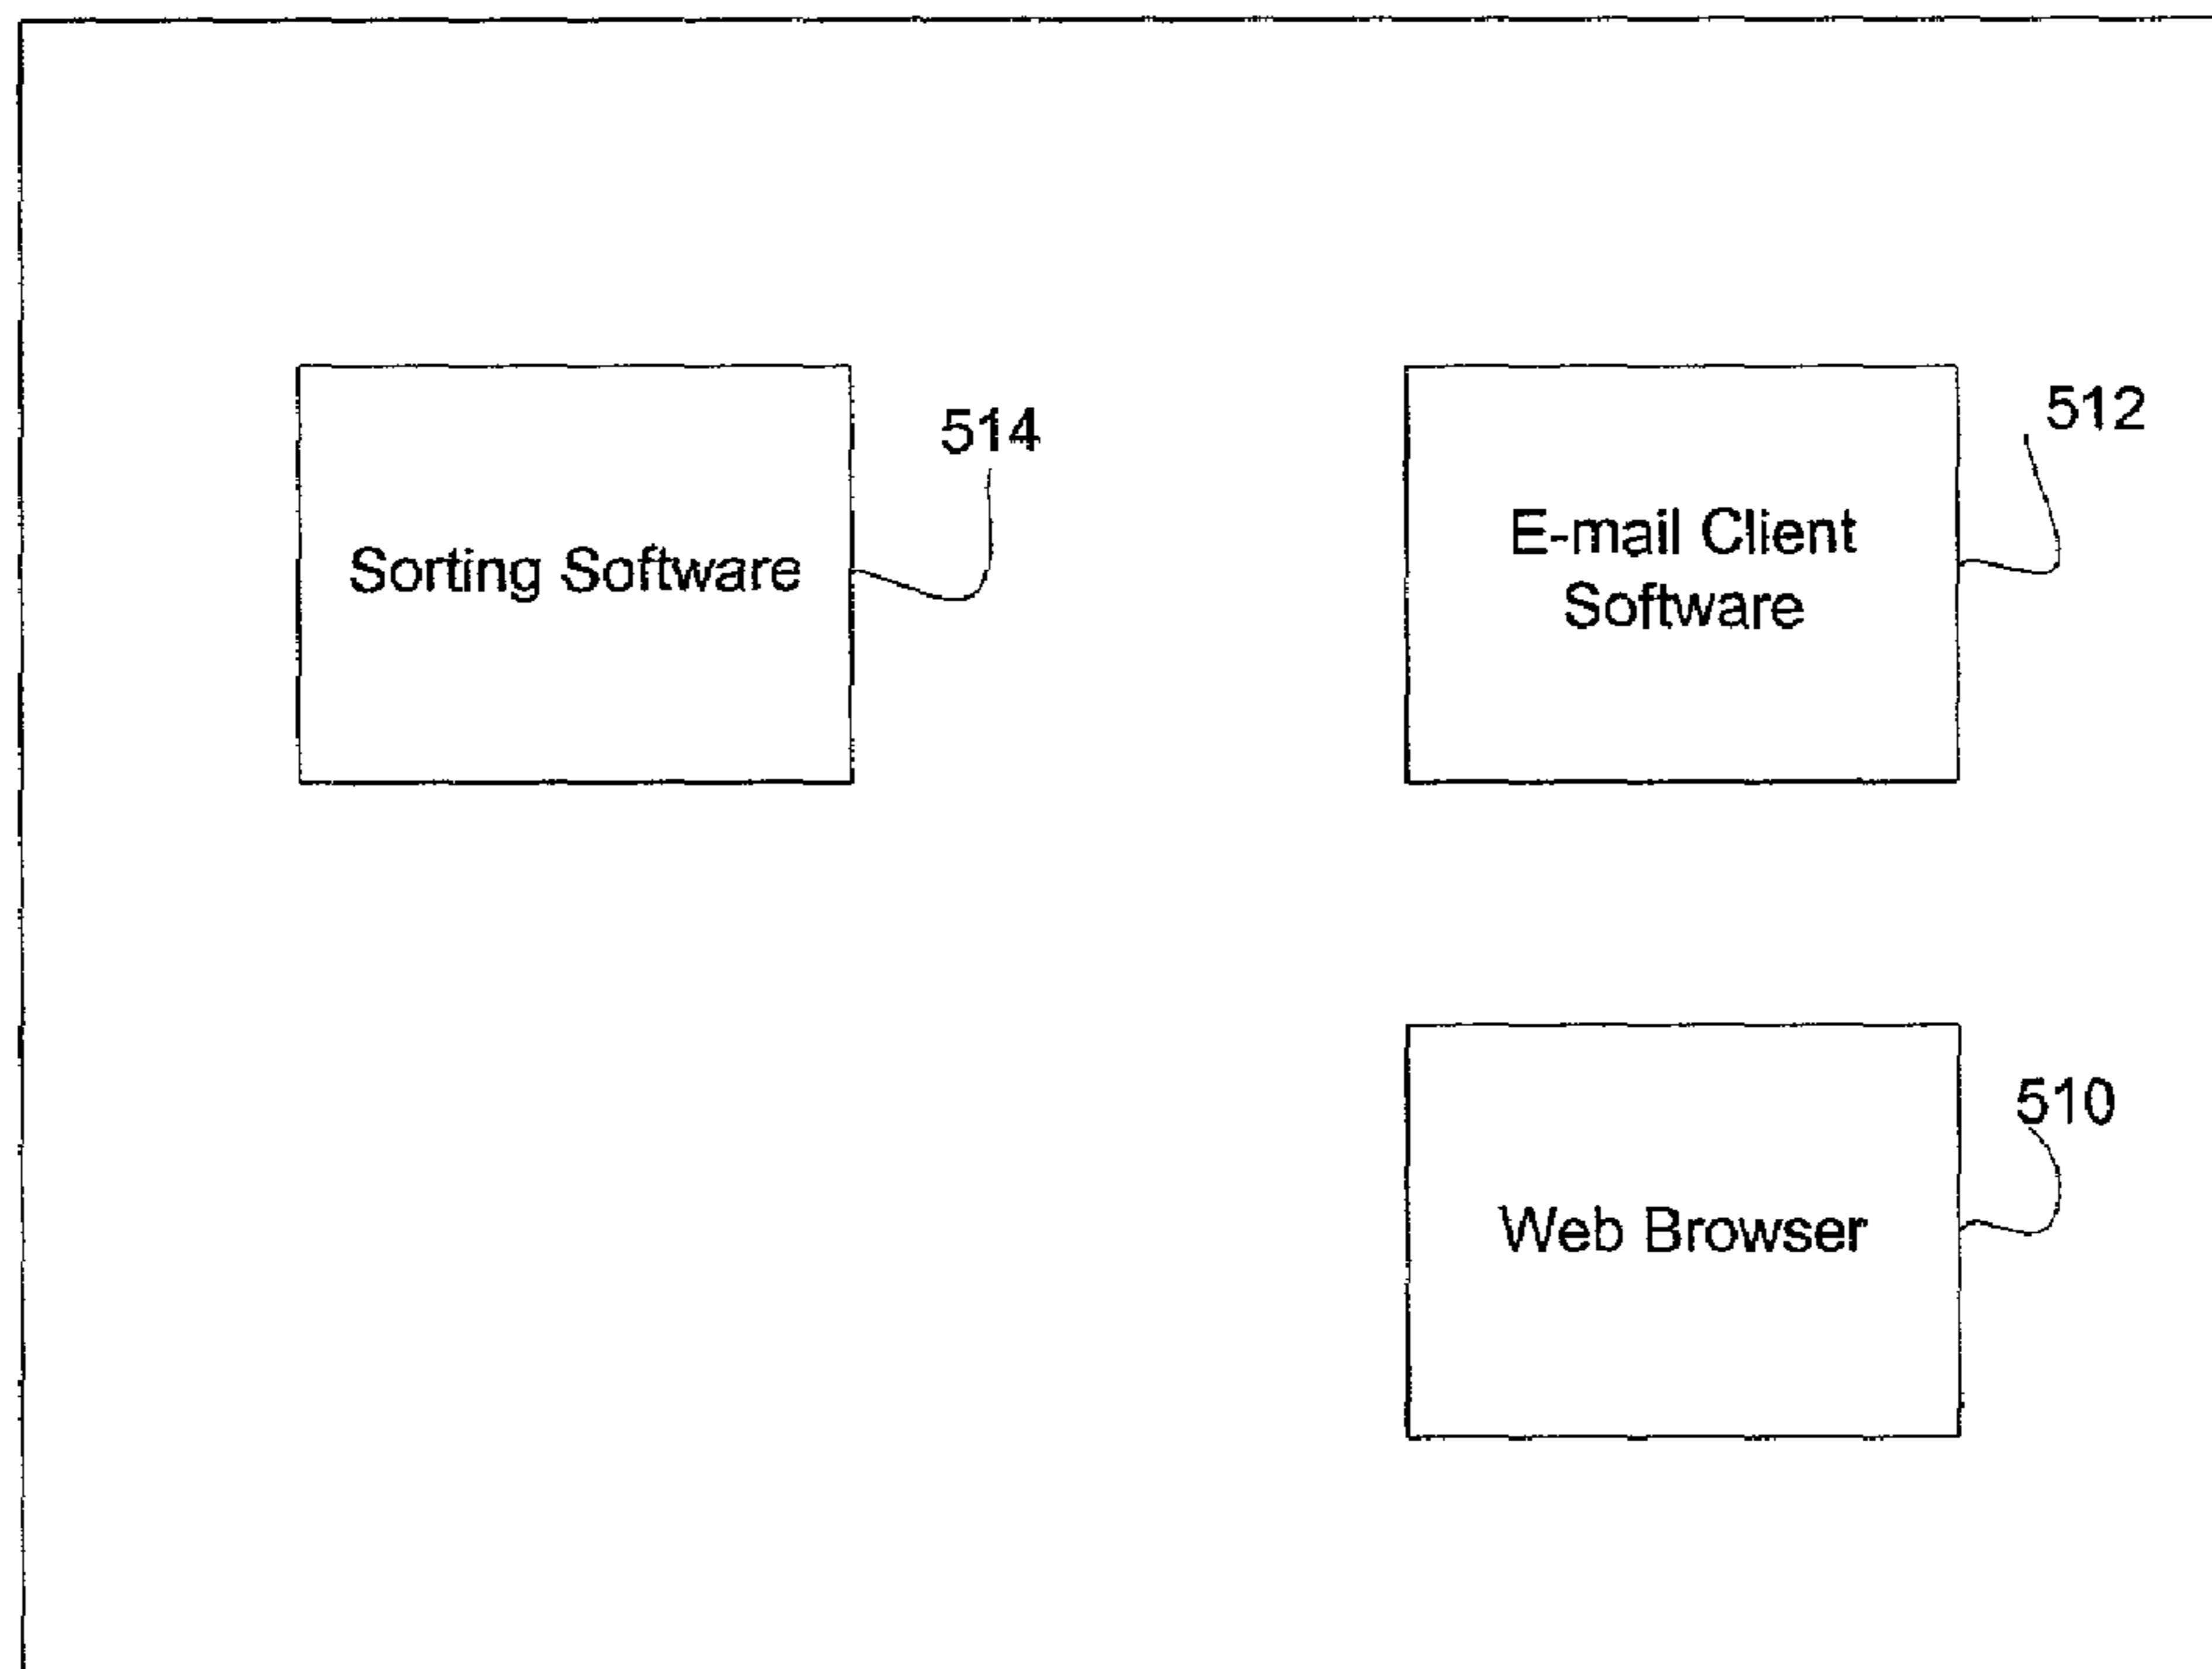 514
Sorting Software
512
E-mail Client
Software
510
Web Browser